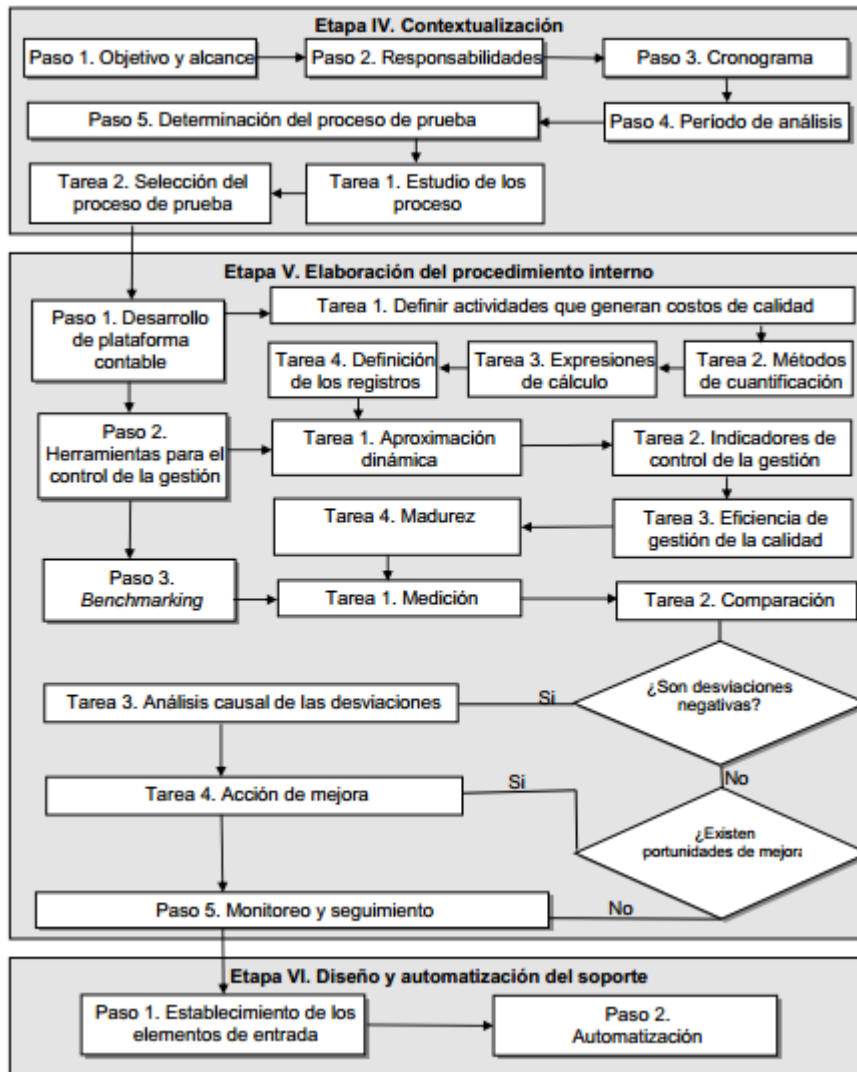 Etapa IV. Contextualización
Paso 1. Objetivo y alcance
Paso 2. Responsabilidades
Paso 3. Cronograma
Paso 5. Determinación del proceso de prueba
Paso 4. Período de análisis
Tarea 2. Selección del
proceso de prueba
Tarea 1. Estudio de los
proceso
Etapa V. Elaboración del procedimiento interno
Paso 1. Desarrollo
de plataforma
contable
Tarea 1. Definir actividades que generan costos de calidad
Tarea 4. Definición
de los registros
Tarea 3. Expresiones
de cálculo
Tarea 2. Métodos
de cuantificación
Paso 2.
Herramientas para el
control de la gestión
Tarea 1. Aproximación
dinámica
Tarea 2. Indicadores de
control de la gestión
Tarea 4. Madurez
Tarea 3. Eficiencia de
gestión de la calidad
Paso 3.
Benchmarking
Tarea 1. Medición
Tarea 2. Comparación
¿Son desviaciones
negativas?
Si
Tarea 3. Análisis causal de las desviaciones
No
Tarea 4. Acción de mejora
Si
¿Existen
portunidades de mejora
Paso 5. Monitoreo y seguimiento
No
Etapa VI. Diseño y automatización del soporte
Paso 1. Establecimiento de los
elementos de entrada
Paso 2.
Automatización